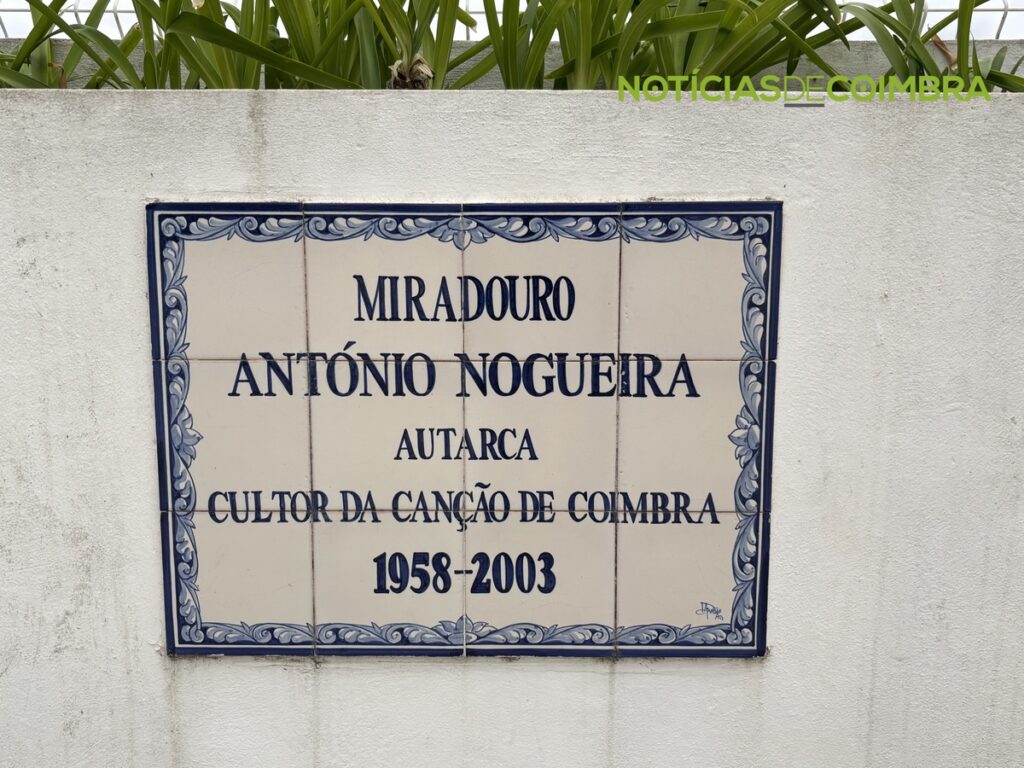 NOTÍCIASDECOIMBRA
MIRADOURO
ANTÓNIO NOGUEIRA
AUTARCA
CULTOR DA CANÇÃO DE COIMBRA
1958-2003